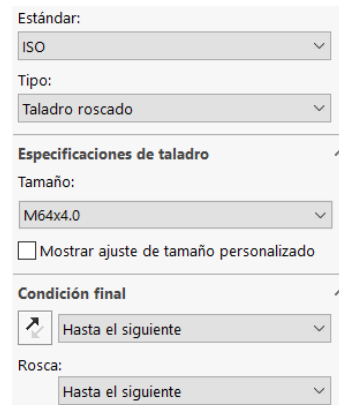 Estándar:
ISO
Tipo:
Taladro roscado
Especificaciones de taladro
Tamaño:
M64x4.0
Mostrar ajuste de tamaño personalizado
Condición final
Hasta el siguiente
Rosca:
Hasta el siguiente